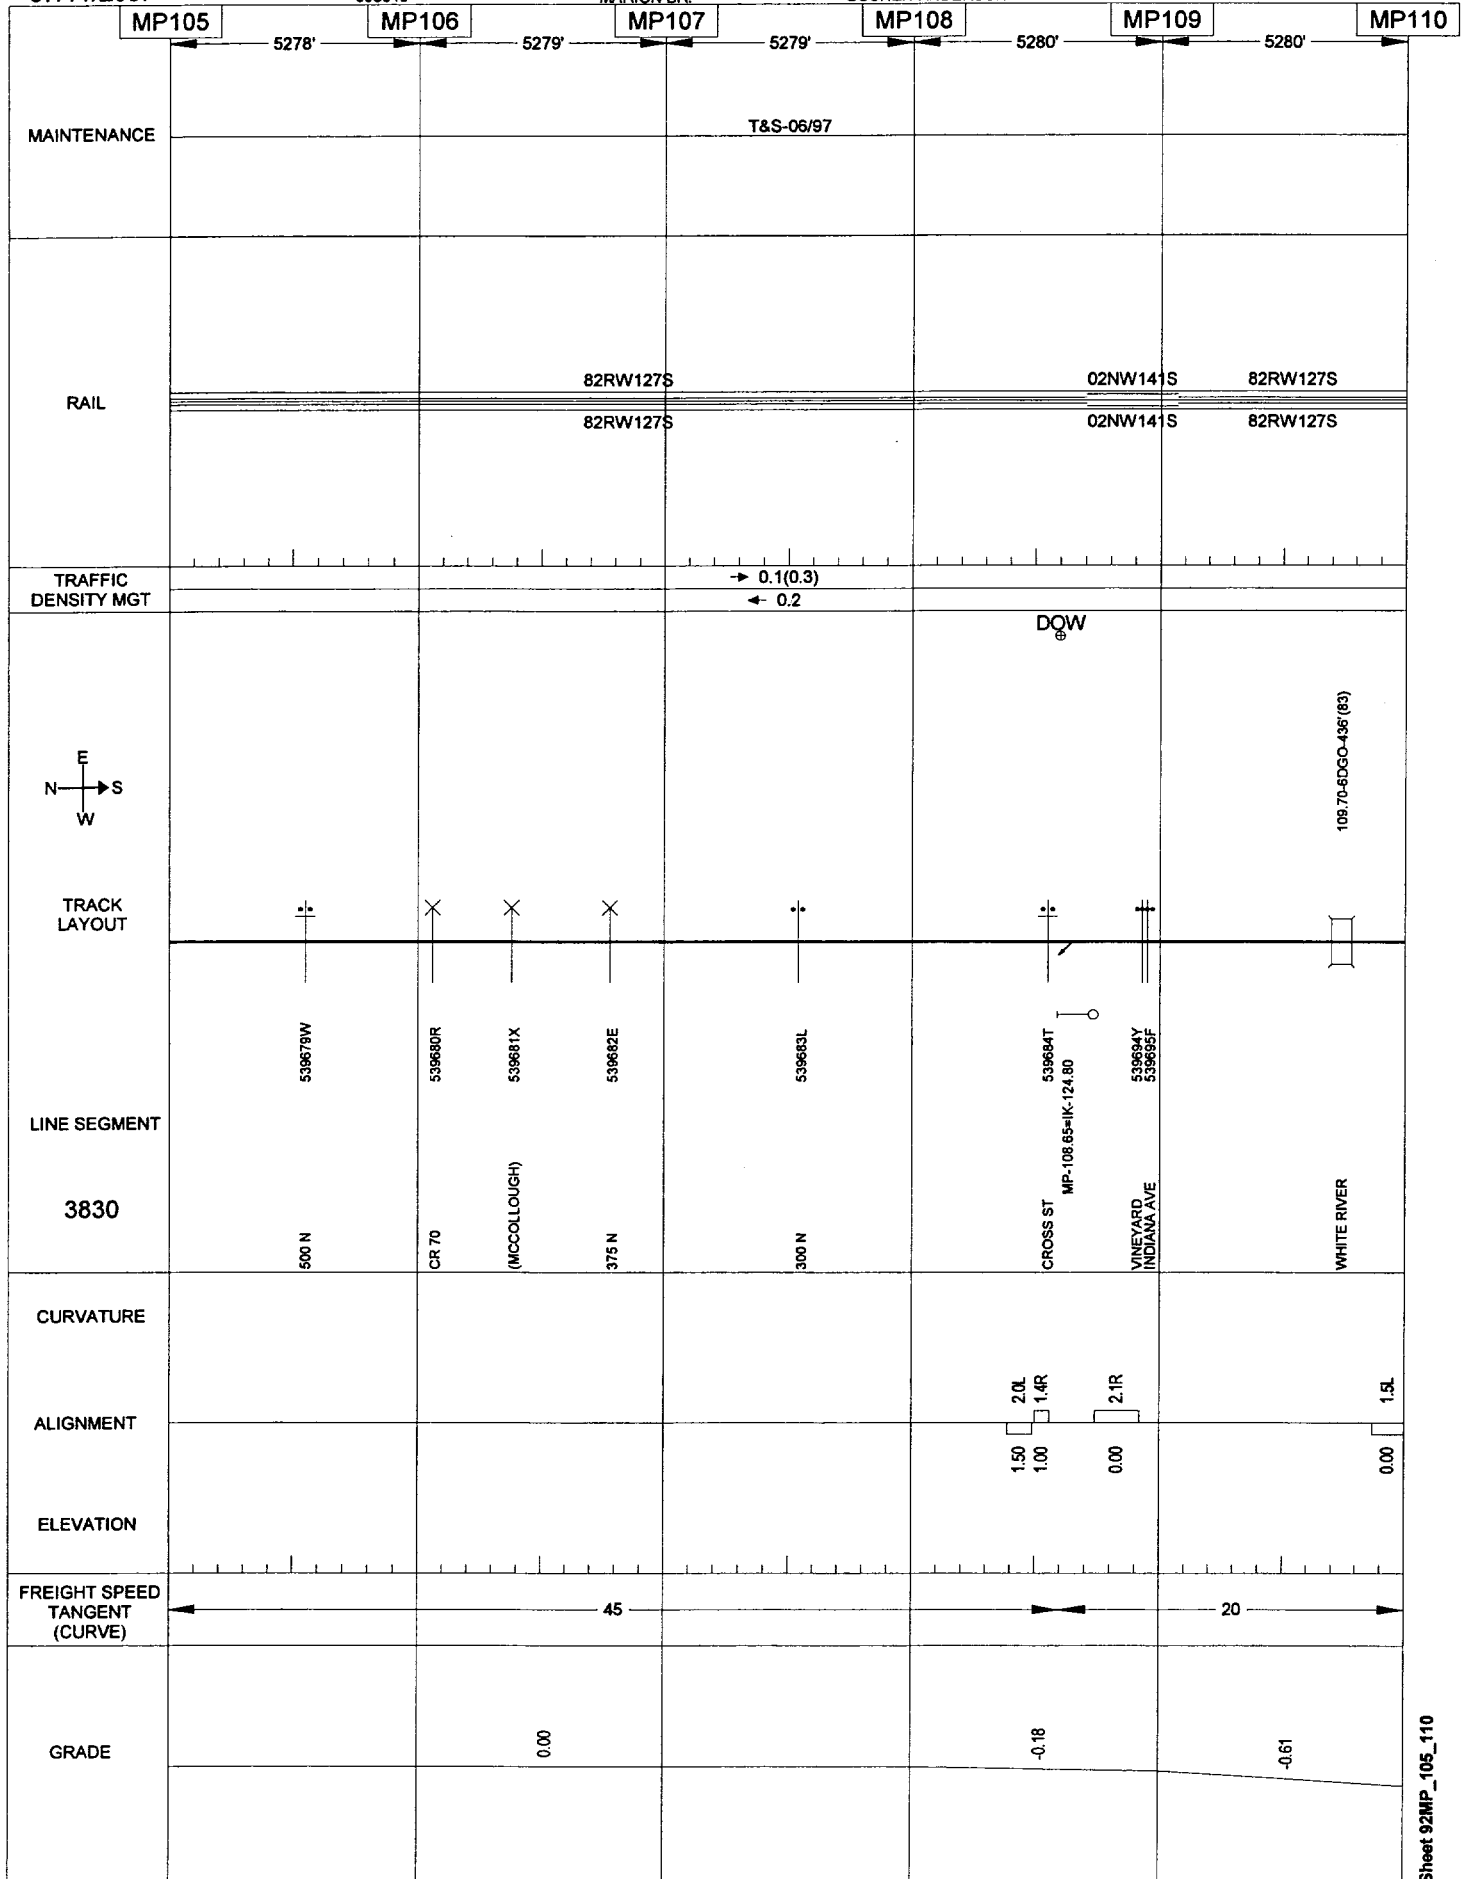 MARION BR.
MP105 MP106 MP107 MP108 MP109 MP110
5278' 5279' 5279' 5280' 5280'
MAINTENANCE
T&S-06/97
RAIL
82RW127S 02NW141S 82RW127S
82RW127S 02NW141S 82RW127S
TRAFFIC
DENSITY MGT
→ 0.1(0.3)
← 0.2
DOW
109.70-6DGO-436'(83)
E
N S
W
TRACK
LAYOUT
539679W
539680R
539681X
539682E
539683L
539684T
MP-108.65=IK-124.80
539694Y
539695F
LINE SEGMENT
3830
500 N
CR 70
(MCCOLLOUGH)
375 N
300 N
CROSS ST
VINEYARD
INDIANA AVE
WHITE RIVER
CURVATURE
2.0L
1.4R
2.1R
1.5L
ALIGNMENT
1.50
1.00
0.00
0.00
ELEVATION
FREIGHT SPEED
TANGENT
(CURVE)
45 20
GRADE
0.00
-0.18
-0.61
Sheet 92MP_105_110